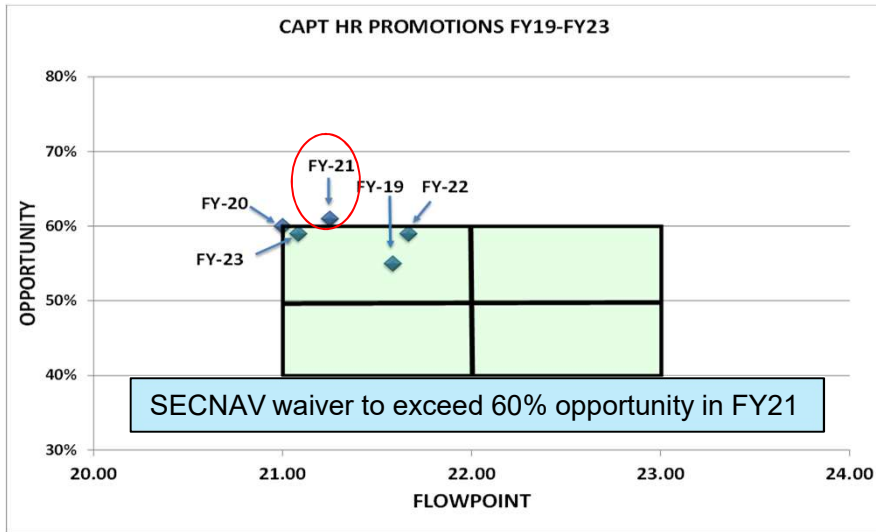 CAPT HR PROMOTIONS FY19-FY23
80%
70%
60%
50%
40%
30%
OPPORTUNITY
FY-21
FY-19
FY-22
FY-20
FY-23
SECNAV waiver to exceed 60% opportunity in FY21
20.00 21.00 22.00 23.00 24.00
FLOWPOINT